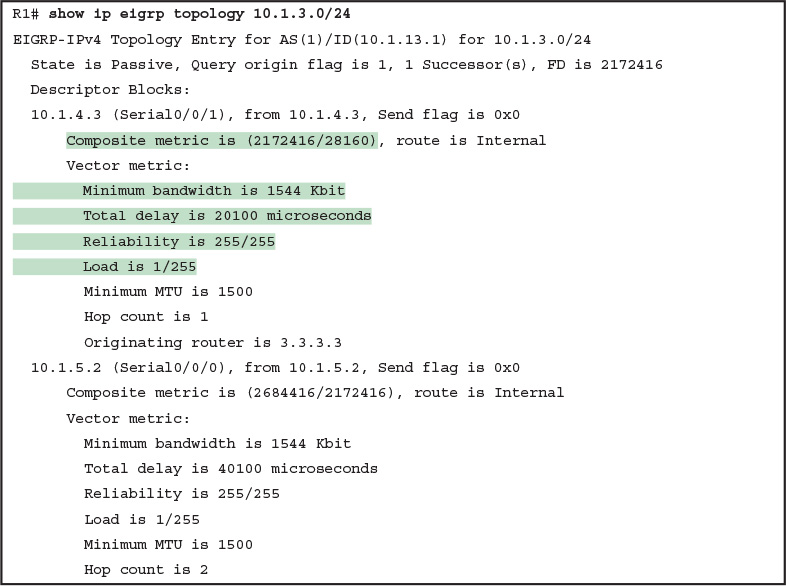 R1# show ip eigrp topology 10.1.3.0/24
EIGRP-IPv4 Topology Entry for AS(1)/ID(10.1.13.1) for 10.1.3.0/24
State is Passive, Query origin flag is 1, 1 Successor(s), FD is 2172416
Descriptor Blocks:
10.1.4.3 (Serial0/0/1), from 10.1.4.3, Send flag is 0x0
Composite metric is (2172416/28160), route is Internal
Vector metric:
Minimum bandwidth is 1544 Kbit
Total delay is 20100 microseconds
Reliability is 255/255
Load is 1/255
Minimum MTU is 1500
Hop count is 1
Originating router is 3.3.3.3
10.1.5.2 (Serial0/0/0), from 10.1.5.2, Send flag is 0x0
Composite metric is (2684416/2172416), route is Internal
Vector metric:
Minimum bandwidth is 1544 Kbit
Total delay is 40100 microseconds
Reliability is 255/255
Load is 1/255
Minimum MTU is 1500
Hop count is 2